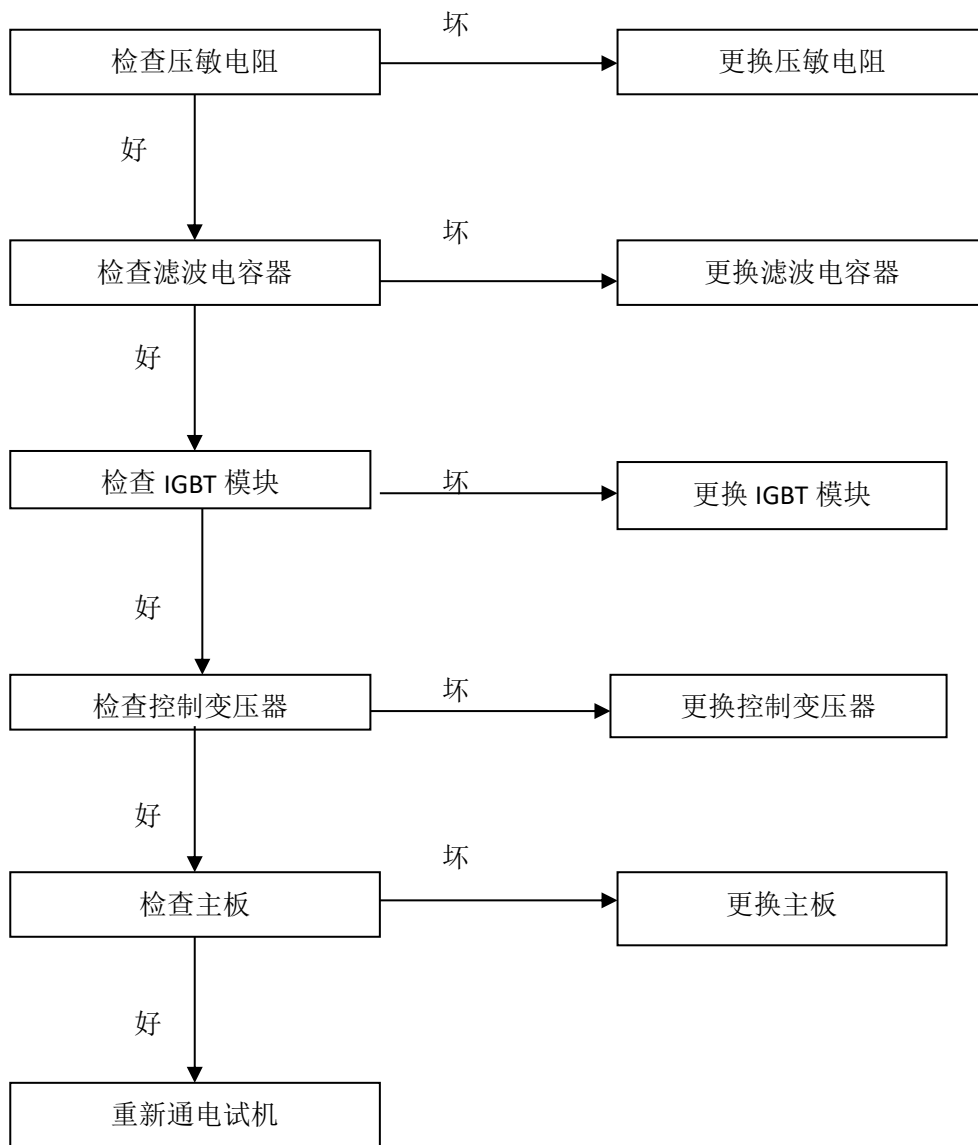 坏
检查压敏电阻
更换压敏电阻
好
坏
检查滤波电容器
更换滤波电容器
好
检查 IGBT 模块
坏
更换 IGBT 模块
好
检查控制变压器
坏
更换控制变压器
好
坏
检查主板
更换主板
好
重新通电试机